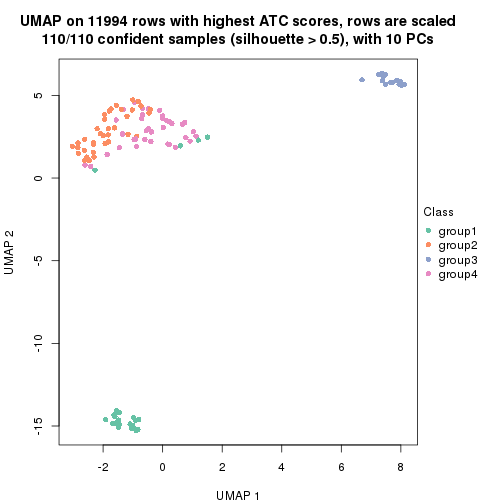 UMAP on 11994 rows with highest ATC scores, rows are scaled
110/110 confident samples (silhouette > 0.5), with 10 PCs
5
0
-5
-10
-15
UMAP 2
Class
group1
group2
group3
group4
-2
0
2
4
6
8
UMAP 1